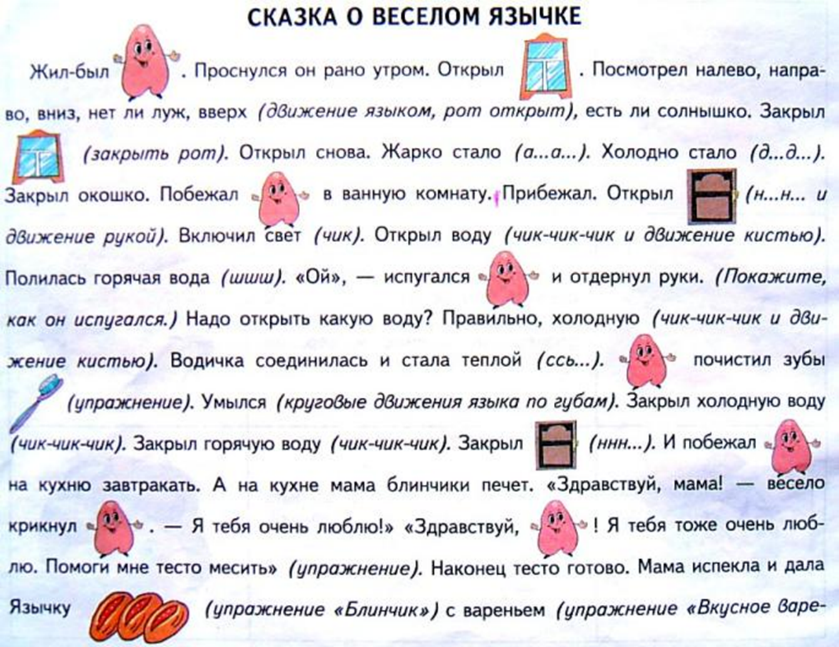 СКАЗКА О ВЕСЕЛОМ ЯЗЫЧКЕ
Жил-был . Проснулся он рано утром. Открыл . Посмотрел налево, напра-
во, вниз, нет ли луж, вверх (движение языком, рот открыт), есть ли солнышко. Закрыл
(закрыть рот). Открыл снова. Жарко стало (а...а...). Холодно стало (д...д...).
Закрыл окошко. Побежал в ванную комнату. Прибежал. Открыл (н...н... и
движение рукой). Включил свет (чик). Открыл воду (чик-чик-чик и движение кистью).
Полилась горячая вода (шшш). «Ой», — испугался и отдернул руки. (Покажите,
как он испугался.) Надо открыть какую воду? Правильно, холодную (чик-чик-чик и дви-
жение кистью). Водичка соединилась и стала теплой (ссь...). почистил зубы
(упражнение). Умылся (круговые движения языка по губам). Закрыл холодную воду
(чик-чик-чик). Закрыл горячую воду (чик-чик-чик). Закрыл (ннн...). И побежал
на кухню завтракать. А на кухне мама блинчики печет. «Здравствуй, мама! — весело
крикнул . — Я тебя очень люблю!» «Здравствуй, ! Я тебя тоже очень люб-
лю. Помоги мне тесто месить» (упражнение). Наконец тесто готово. Мама испекла и дала
Язычку (упражнение «Блинчик») с вареньем (упражнение «Вкусное варе-